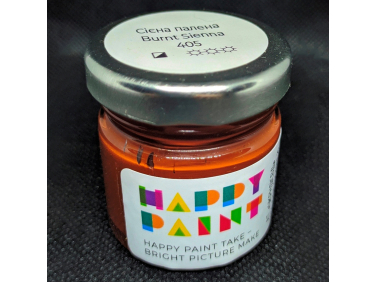 Сієна палена
Burnt Sienna
405
HAPPY
PAINT
HAPPY PAINT TAKE –
BRIGHT PICTURE MAKE